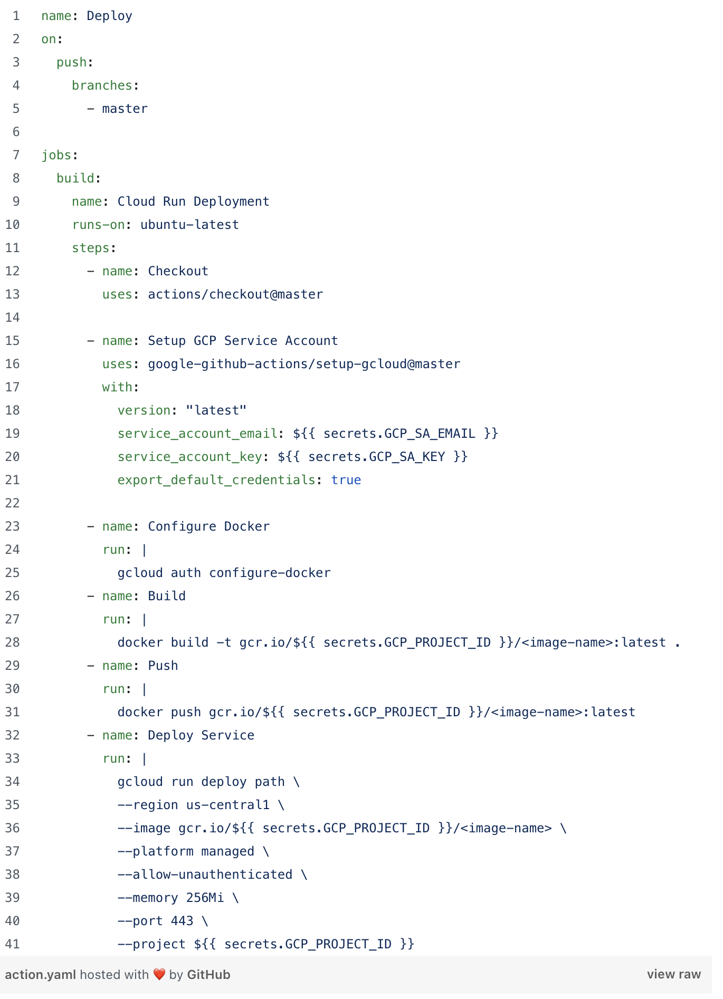 1 name: Deploy
2 on:
3   push:
4     branches:
5       - master
6
7 jobs:
8   build:
9     name: Cloud Run Deployment
10     runs-on: ubuntu-latest
11     steps:
12       - name: Checkout
13         uses: actions/checkout@master
14
15       - name: Setup GCP Service Account
16         uses: google-github-actions/setup-gcloud@master
17         with:
18           version: "latest"
19           service_account_email: ${{ secrets.GCP_SA_EMAIL }}
20           service_account_key: ${{ secrets.GCP_SA_KEY }}
21           export_default_credentials: true
22
23       - name: Configure Docker
24         run: |
25           gcloud auth configure-docker
26       - name: Build
27         run: |
28           docker build -t gcr.io/${{ secrets.GCP_PROJECT_ID }}/<image-name>:latest .
29       - name: Push
30         run: |
31           docker push gcr.io/${{ secrets.GCP_PROJECT_ID }}/<image-name>:latest
32       - name: Deploy Service
33         run: |
34           gcloud run deploy path \
35           --region us-central1 \
36           --image gcr.io/${{ secrets.GCP_PROJECT_ID }}/<image-name> \
37           --platform managed \
38           --allow-unauthenticated \
39           --memory 256Mi \
40           --port 443 \
41           --project ${{ secrets.GCP_PROJECT_ID }}
action.yaml hosted with ❤ by GitHub view raw